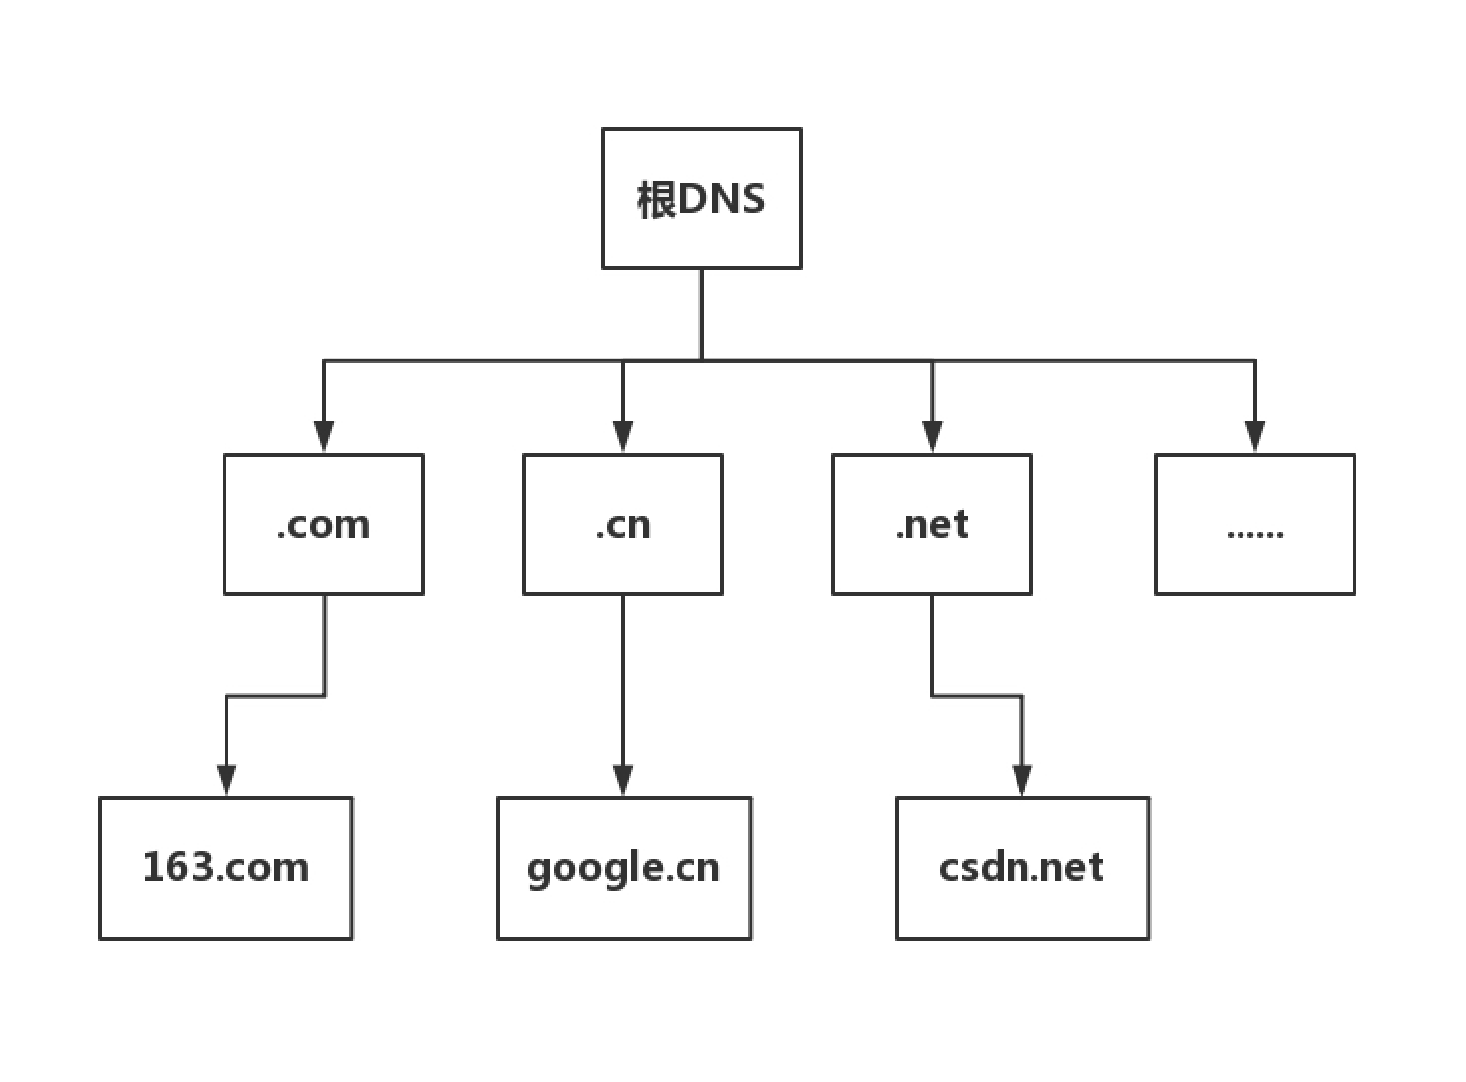 根DNS
.com
.cn
.net
......
163.com
google.cn
csdn.net